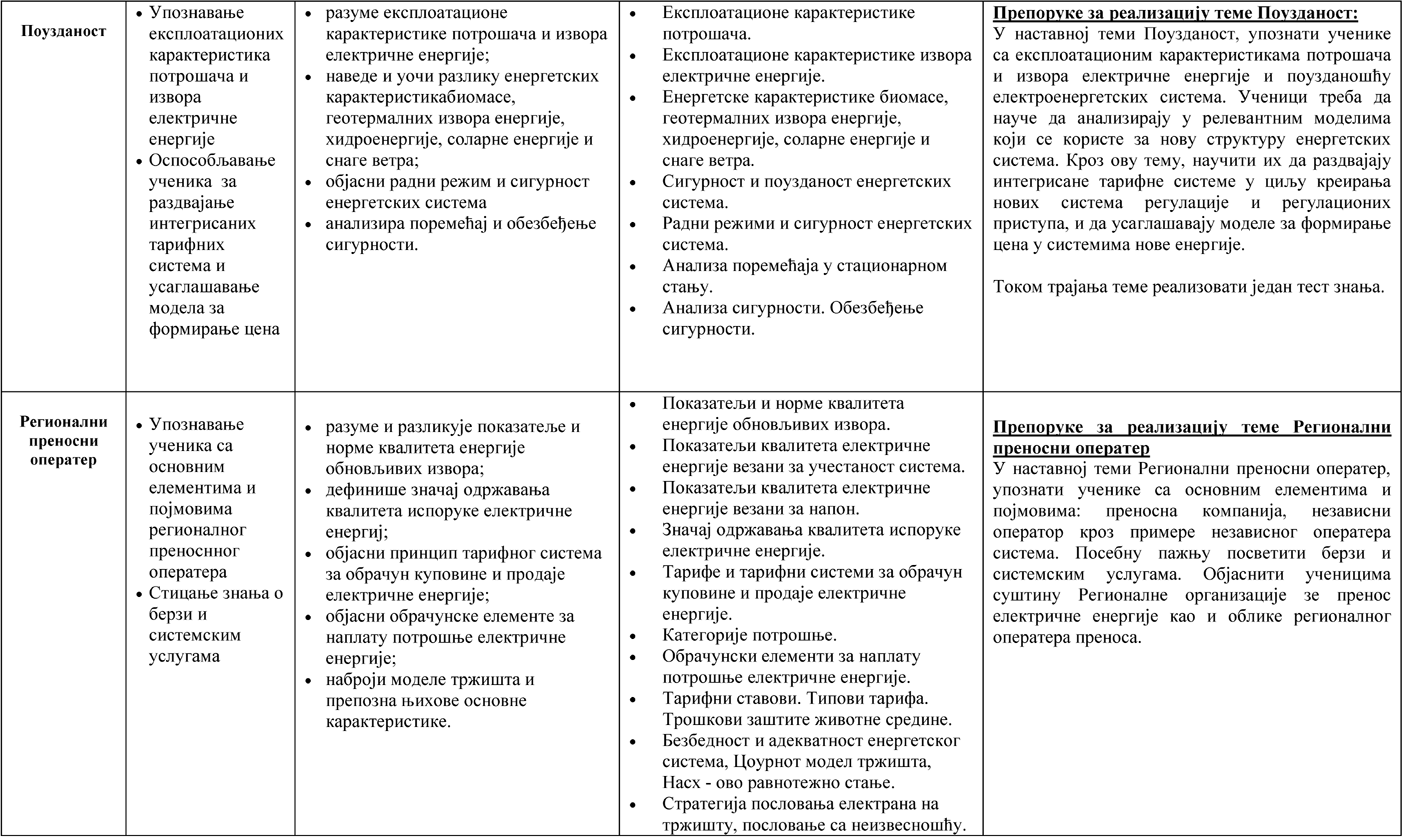 Поузданост
• Упознавање
експлоатационих
карактеристика
потрошача и
извора
електричне
енергије
• Оспособљавање
ученика за
раздвајање
интегрисаних
тарифних
система и
усаглашавање
модела за
формирање цена
• разуме експлоатационе
карактеристике потрошача и извора
електричне енергије;
• наведе и уочи разлику енергетских
карактеристикабиомасе,
геотермалних извора енергије,
хидроенергије, соларне енергије и
снаге ветра;
• објасни радни режим и сигурност
енергетских система
• анализира поремећај и обезбеђење
сигурности.
• Експлоатационе карактеристике
потрошача.
• Експлоатационе карактеристике извора
електричне енергије.
• Енергетске карактеристике биомасе,
геотермалних извора енергије,
хидроенергије, соларне енергије и
снаге ветра.
• Сигурност и поузданост енергетских
система.
• Радни режими и сигурност енергетских
система.
• Анализа поремећаја у стационарном
стању.
• Анализа сигурности. Обезбеђење
сигурности.
Препоруке за реализацију теме Поузданост:
У наставној теми Поузданост, упознати ученике
са експлоатационим карактеристикама потрошача
и извора електричне енергије и поузданошћу
електроенергетских система. Ученици треба да
науче да анализирају у релевантним моделима
који се користе за нову структуру енергетских
система. Кроз ову тему, научити их да раздвајају
интегрисане тарифне системе у циљу креирања
нових система регулације и регулационих
приступа, и да усаглашавају моделе за формирање
цена у системима нове енергије.
Током трајања теме реализовати један тест знања.
Регионални
преносни
оператер
• Упознавање
ученика са
основним
елементима и
појмовима
регионалног
преноснног
оператера
• Стицање знања о
берзи и
системским
услугама
• разуме и разликује показатеље и
норме квалитета енергије
обновљивих извора;
• дефинише значај одржавања
квалитета испоруке електричне
енергиј;
• објасни принцип тарифног система
за обрачун куповине и продаје
електричне енергије;
• објасни обрачунске елементе за
наплату потрошње електричне
енергије;
• наброји моделе тржишта и
препозна њихове основне
карактеристике.
• Показатељи и норме квалитета
енергије обновљивих извора.
• Показатељи квалитета електричне
енергије везани за учестаност система.
• Показатељи квалитета електричне
енергије везани за напон.
• Значај одржавања квалитета испоруке
електричне енергије.
• Тарифе и тарифни системи за обрачун
куповине и продаје електричне
енергије.
• Категорије потрошње.
• Обрачунски елементи за наплату
потрошње електричне енергије.
• Тарифни ставови. Типови тарифа.
Трошкови заштите животне средине.
• Безбедност и адекватност енергетског
система, Цоурнот модел тржишта,
Насх - ово равнотежно стање.
• Стратегија пословања електрана на
тржишту, пословање са неизвесношћу.
Препоруке за реализацију теме Регионални
преносни оператер
У наставној теми Регионални преносни оператер,
упознати ученике са основним елементима и
појмовима: преносна компанија, независни
оператор кроз примере независног оператера
система. Посебну пажњу посветити берзи и
системским услугама. Објаснити ученицима
суштину Регионалне организације зе пренос
електричне енергије као и облике регионалног
оператера преноса.